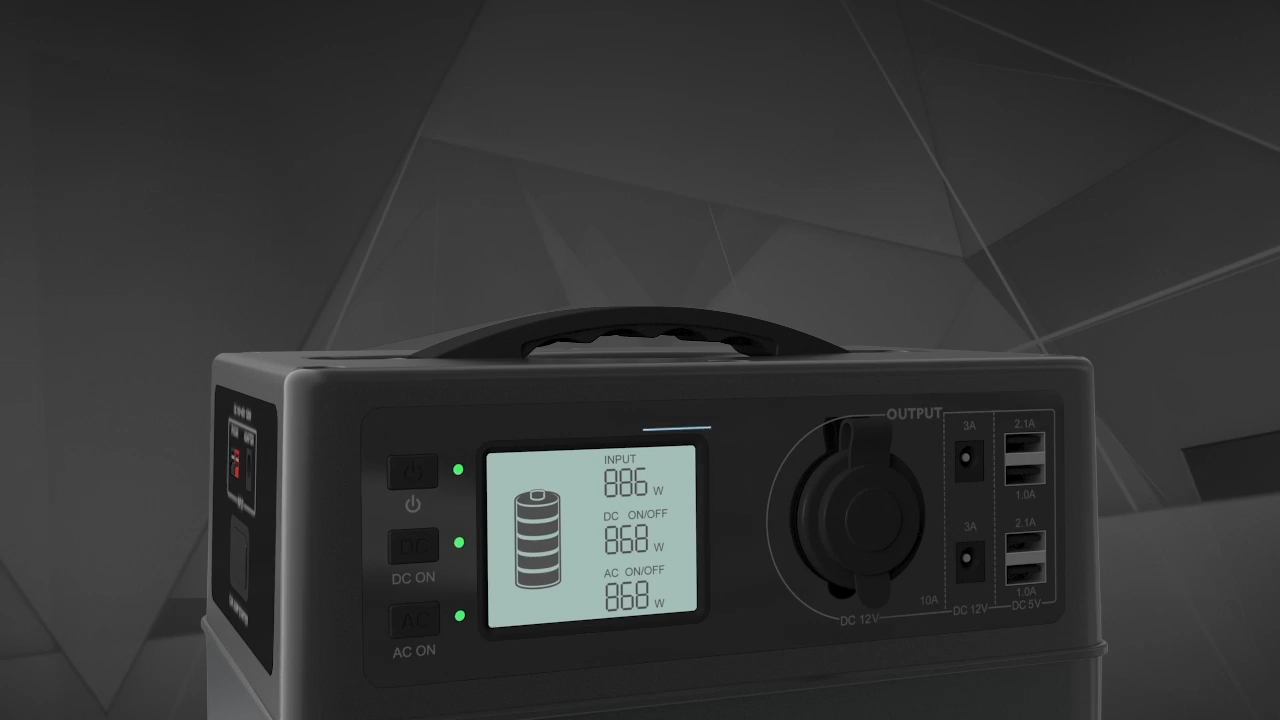 OUTPUT
INPUT
886 W
DC ON/OFF
868 W
AC ON/OFF
868 W
DC
DC ON
AC
AC ON
3A
2.1A
1.0A
3A
2.1A
1.0A
10A
DC 12V
DC 12V
DC 5V